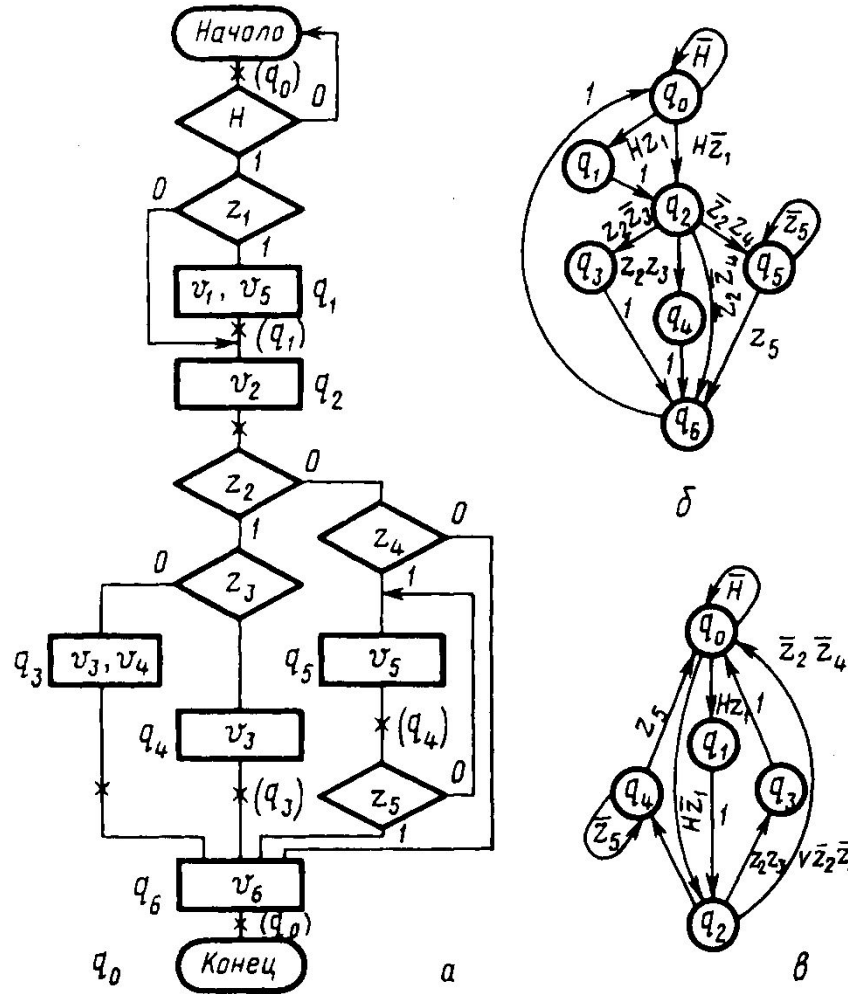 Начало
(q₀)
0
H
1
0
z₁
1
v₁, v₅
q₁
(q₁)
v₂
q₂
z₂
0
1
z₄
0
1
0
z₃
q₃
v₃, v₄
q₅
v₅
q₄
v₃
(q₄)
(q₃)
z₅
0
1
q₆
v₆
(q₀)
q₀
Конец
а
H̅
1
q₀
Hz₁
Hz̅₁
q₁
1
q₂
z₂z̅₃
z̅₂z₄
z̅₅
q₃
z₂z₃
z̅₂z̅₄
q₅
1
q₄
z₅
1
q₆
б
H̅
q₀
z̅₂ z̅₄
z₅
Hz₁
1
q₁
q₄
Hz̅₁
q₃
z̅₅
1
z₂z₃
q₂
в